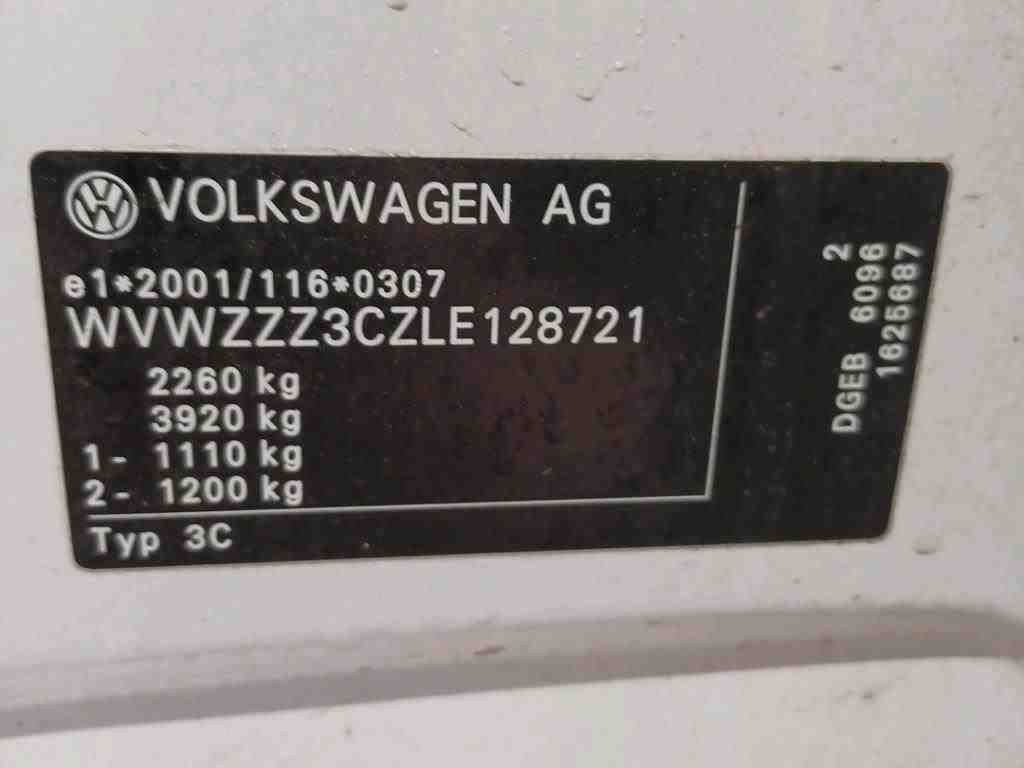 VOLKSWAGEN AG
e1*2001/116*0307
WVWZZZ3CZLE128721
2260 kg
3920 kg
1- 1110 kg
2- 1200 kg
Typ 3C
2
DGEB 6096
1625687